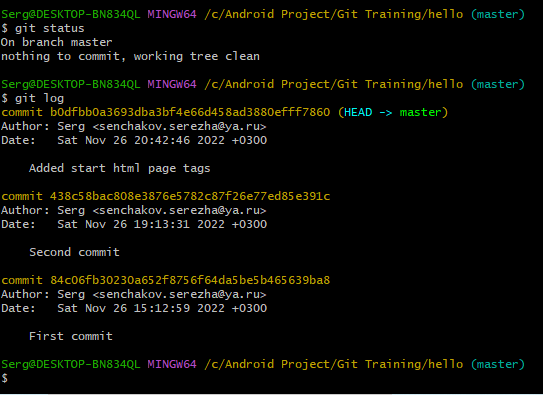 Serg@DESKTOP-BN834QL MINGW64 /c/Android Project/Git Training/hello (master)
$ git status
On branch master
nothing to commit, working tree clean
Serg@DESKTOP-BN834QL MINGW64 /c/Android Project/Git Training/hello (master)
$ git log
commit b0dfbb0a3693dba3bf4e66d458ad3880efff7860 (HEAD -> master)
Author: Serg <senchakov.serezha@ya.ru>
Date:   Sat Nov 26 20:42:46 2022 +0300
    Added start html page tags
commit 438c58bac808e3876e5782c87f26e77ed85e391c
Author: Serg <senchakov.serezha@ya.ru>
Date:   Sat Nov 26 19:13:31 2022 +0300
    Second commit
commit 84c06fb30230a652f8756f64da5be5b465639ba8
Author: Serg <senchakov.serezha@ya.ru>
Date:   Sat Nov 26 15:12:59 2022 +0300
    First commit
Serg@DESKTOP-BN834QL MINGW64 /c/Android Project/Git Training/hello (master)
$